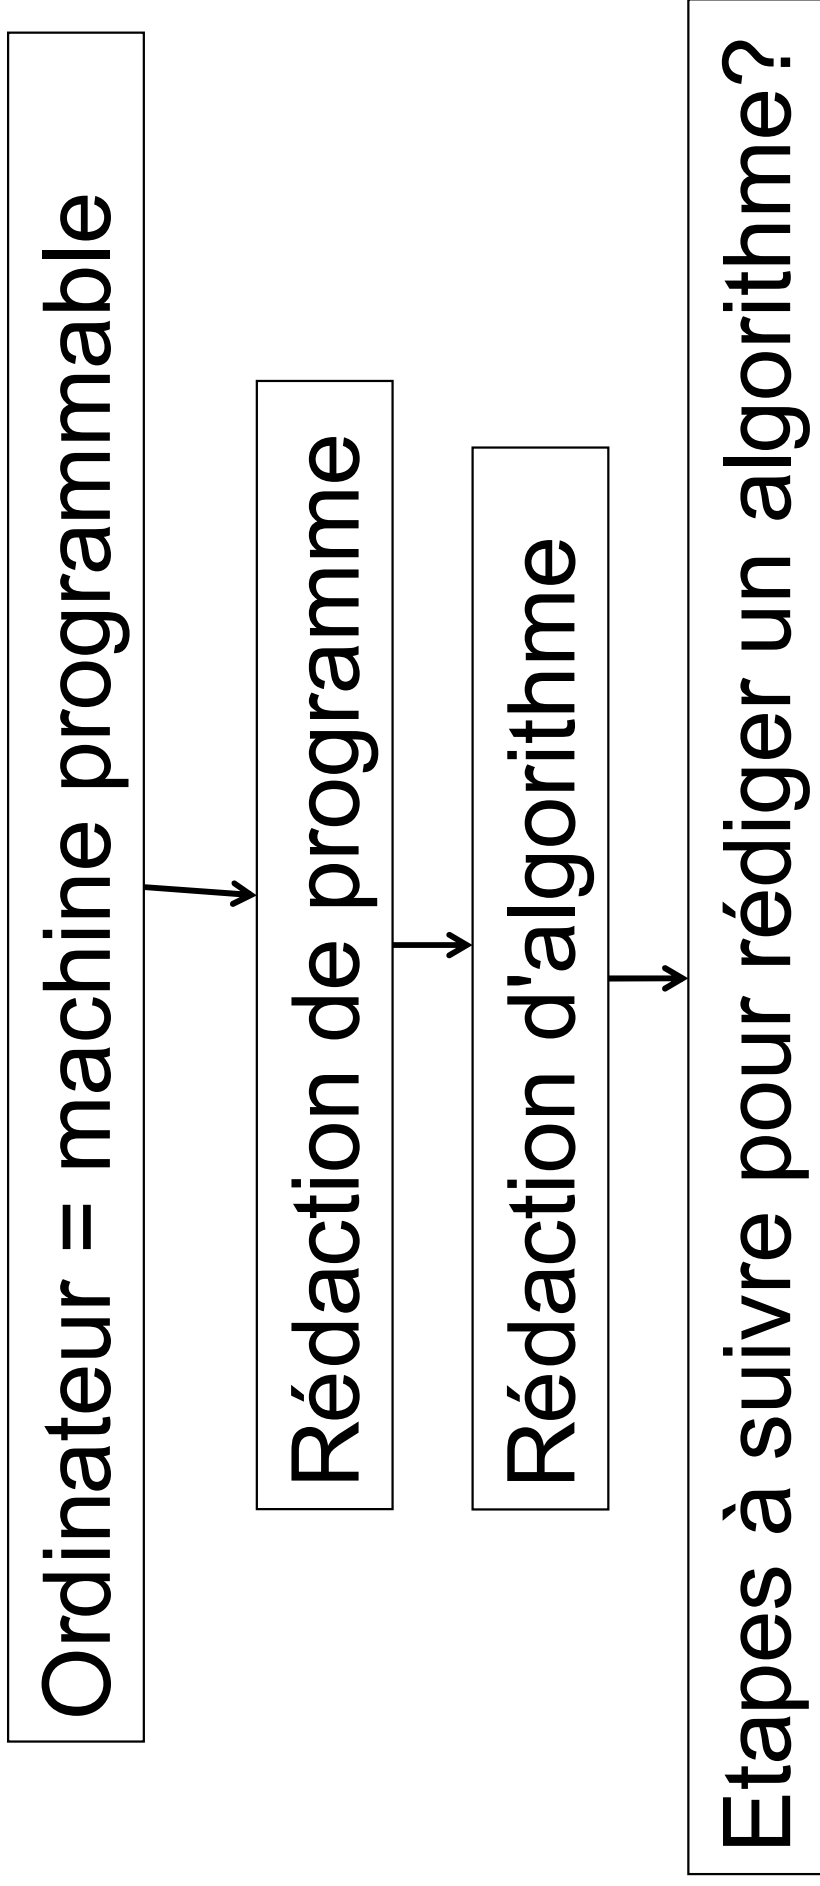 Ordinateur = machine programmable
Rédaction de programme
Rédaction d'algorithme
Etapes à suivre pour rédiger un algorithme?